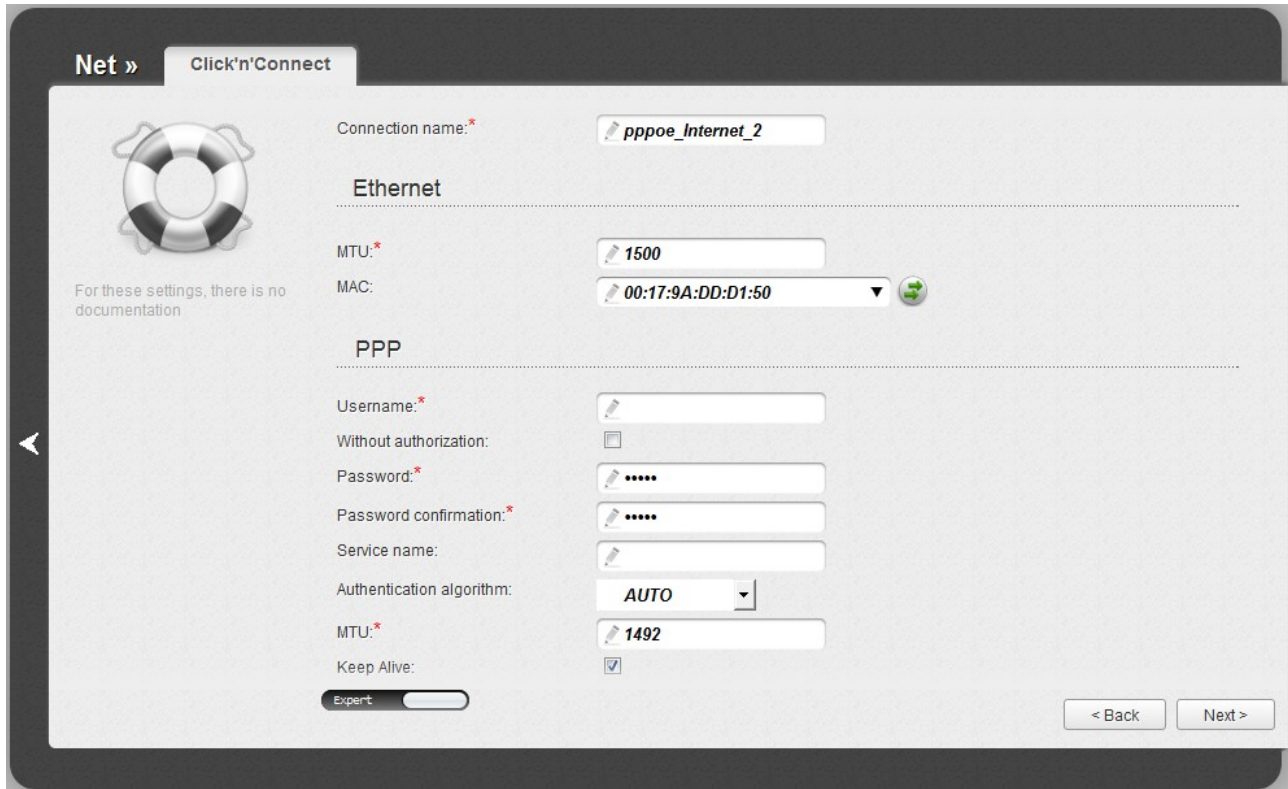 Net »
Click'n'Connect
Connection name:*
pppoe_Internet_2
Ethernet
MTU:*
1500
MAC:
00:17:9A:DD:D1:50
For these settings, there is no
documentation
PPP
Username:*
Without authorization:
Password:*
•••••
Password confirmation:*
•••••
Service name:
Authentication algorithm:
AUTO
MTU:*
1492
Keep Alive:
Expert
< Back
Next >